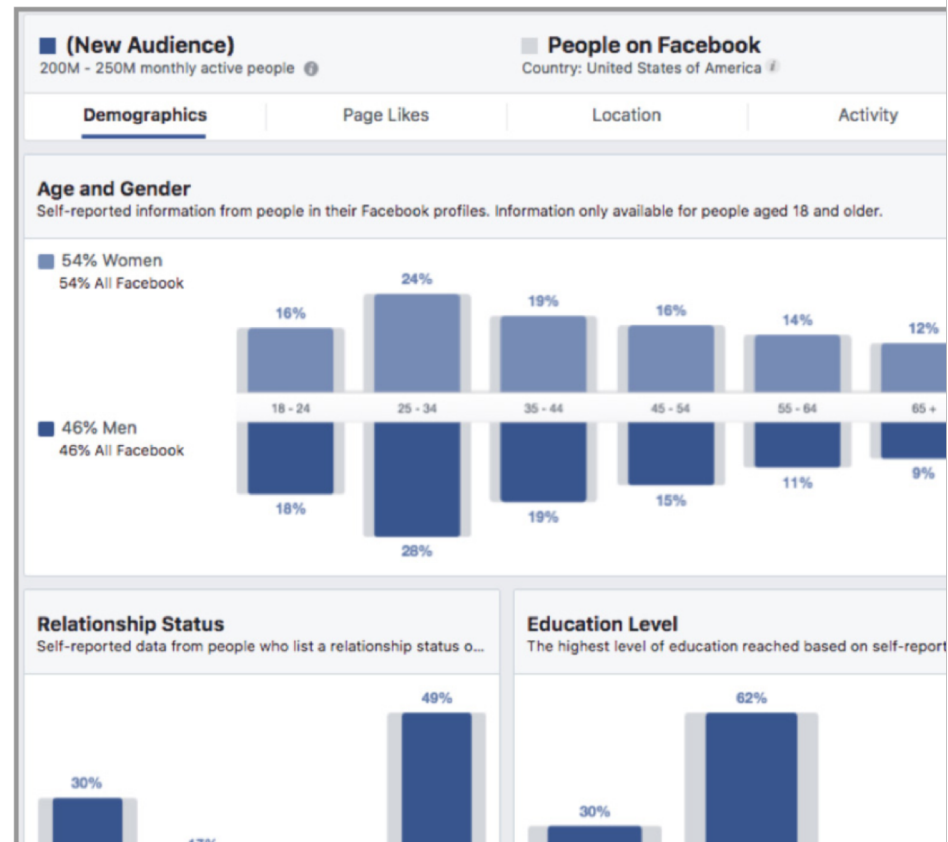 (New Audience)
200M - 250M monthly active people
People on Facebook
Country: United States of America
Demographics
Page Likes
Location
Activity
Age and Gender
Self-reported information from people in their Facebook profiles. Information only available for people aged 18 and older.
54% Women
54% All Facebook
16%
24%
19%
16%
14%
12%
18 - 24
25 - 34
35 - 44
45 - 54
55 - 64
65 +
46% Men
46% All Facebook
18%
28%
19%
15%
11%
9%
Relationship Status
Self-reported data from people who list a relationship status o...
49%
30%
Education Level
The highest level of education reached based on self-report
62%
30%